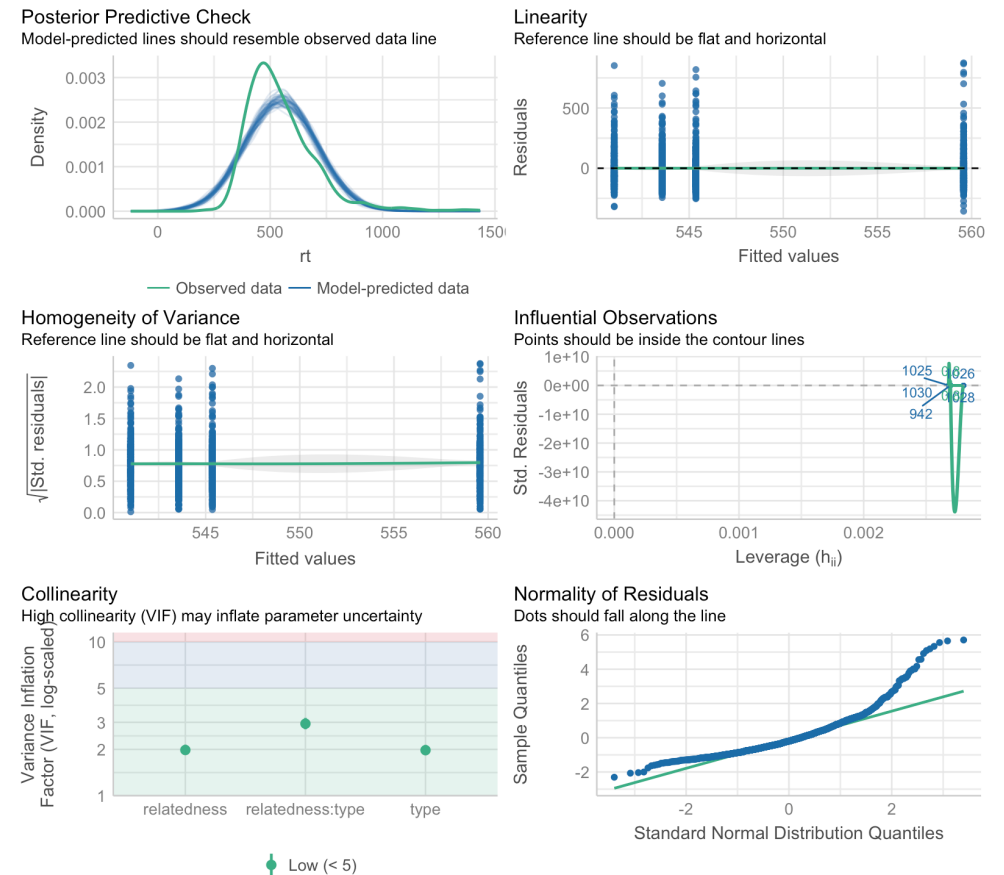 Posterior Predictive Check
Model-predicted lines should resemble observed data line
Density
0.003
0.002
0.001
0.000
0
500
1000
rt
Observed data
Model-predicted data
Linearity
Reference line should be flat and horizontal
Residuals
500
0
545
550
555
560
Fitted values
Homogeneity of Variance
Reference line should be flat and horizontal
√|Std. residuals|
2.0
1.5
1.0
0.5
0.0
545
550
555
560
Fitted values
Influential Observations
Points should be inside the contour lines
Std. Residuals
1e+10
0e+00
-1e+10
-2e+10
-3e+10
-4e+10
1025
1030
942
0.000
0.001
0.002
Leverage (hii)
Collinearity
High collinearity (VIF) may inflate parameter uncertainty
Variance Inflation
Factor (VIF, log-scaled)
10
5
3
2
1
relatedness
relatedness:type
type
Low (< 5)
Normality of Residuals
Dots should fall along the line
Sample Quantiles
6
4
2
0
-2
-2
0
2
Standard Normal Distribution Quantiles